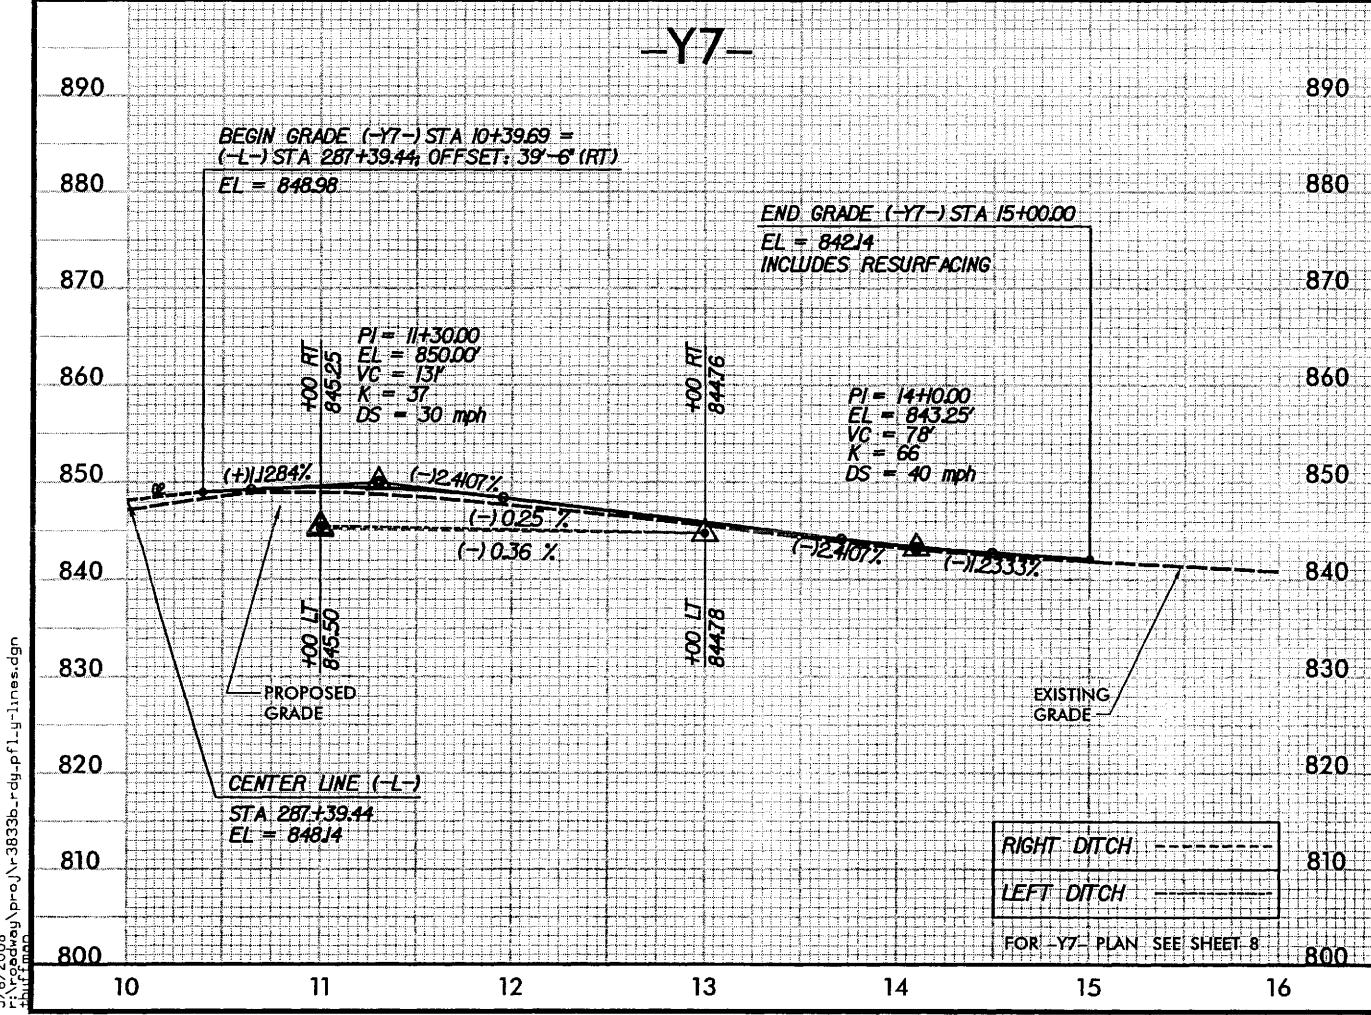 -Y7-
890
890
BEGIN GRADE (-Y7-) STA 10+39.69 =
(-L-) STA 287+39.44; OFFSET: 39'-6" (RT)
EL = 848.98
880
880
END GRADE (-Y7-) STA 15+00.00
EL = 842.14
INCLUDES RESURFACING
870
870
PI = 11+30.00
EL = 850.00'
VC = 131'
K = 37
DS = 30 mph
+00 RT
845.25
+00 RT
844.76
860
860
PI = 14+10.00
EL = 843.25'
VC = 78'
K = 66
DS = 40 mph
850
850
(+)1.1284%
(-)2.4107%
(-) 0.25 %
(-) 0.36 %
(-)2.4107%
(-)1.2333%
840
840
+00 LT
845.50
+00 LT
844.78
830
830
PROPOSED
GRADE
EXISTING
GRADE
820
820
CENTER LINE (-L-)
STA 287+39.44
EL = 848.14
810
810
RIGHT DITCH
LEFT DITCH
FOR -Y7- PLAN SEE SHEET 8
800
800
10
11
12
13
14
15
16
r:\roadway\proj\r3833b_rdy_pfl_y-lines.dgn